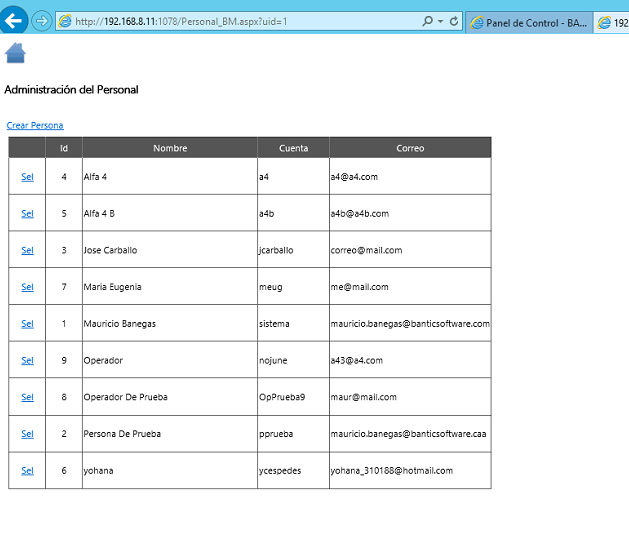 http://192.168.8.11:1078/Personal_BM.aspx?uid=1 Panel de Control - BA... 192
Administración del Personal
Crear Persona
Id Nombre Cuenta Correo
Sel 4 Alfa 4 a4 a4@a4.com
Sel 5 Alfa 4 B a4b a4b@a4b.com
Sel 3 Jose Carballo jcarballo correo@mail.com
Sel 7 Maria Eugenia meug me@mail.com
Sel 1 Mauricio Banegas sistema mauricio.banegas@banticsoftware.com
Sel 9 Operador nojune a43@a4.com
Sel 8 Operador De Prueba OpPrueba9 maur@mail.com
Sel 2 Persona De Prueba pprueba mauricio.banegas@banticsoftware.caa
Sel 6 yohana ycespedes yohana_310188@hotmail.com